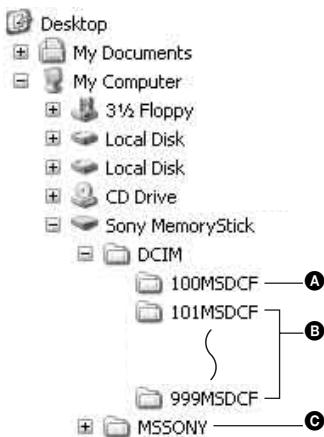 Desktop
My Documents
My Computer
3½ Floppy
Local Disk
Local Disk
CD Drive
Sony MemoryStick
DCIM
100MSDCF A
101MSDCF
B
999MSDCF
MSSONY C